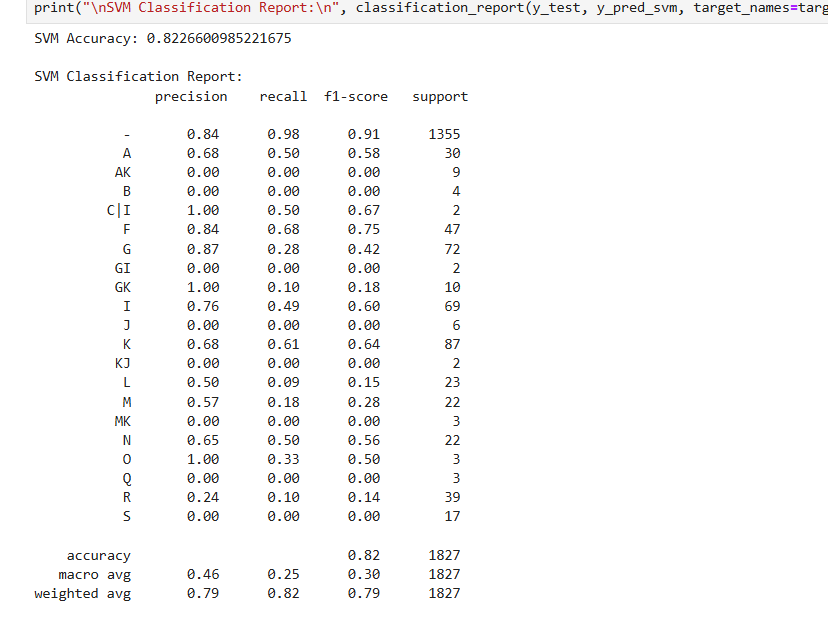 print("\nSVM Classification Report:\n", classification_report(y_test, y_pred_svm, target_names=targ
SVM Accuracy: 0.8226600985221675
SVM Classification Report:
precision recall f1-score support
- 0.84 0.98 0.91 1355
A 0.68 0.50 0.58 30
AK 0.00 0.00 0.00 9
B 0.00 0.00 0.00 4
C|I 1.00 0.50 0.67 2
F 0.84 0.68 0.75 47
G 0.87 0.28 0.42 72
GI 0.00 0.00 0.00 2
GK 1.00 0.10 0.18 10
I 0.76 0.49 0.60 69
J 0.00 0.00 0.00 6
K 0.68 0.61 0.64 87
KJ 0.00 0.00 0.00 2
L 0.50 0.09 0.15 23
M 0.57 0.18 0.28 22
MK 0.00 0.00 0.00 3
N 0.65 0.50 0.56 22
O 1.00 0.33 0.50 3
Q 0.00 0.00 0.00 3
R 0.24 0.10 0.14 39
S 0.00 0.00 0.00 17
accuracy 0.82 1827
macro avg 0.46 0.25 0.30 1827
weighted avg 0.79 0.82 0.79 1827